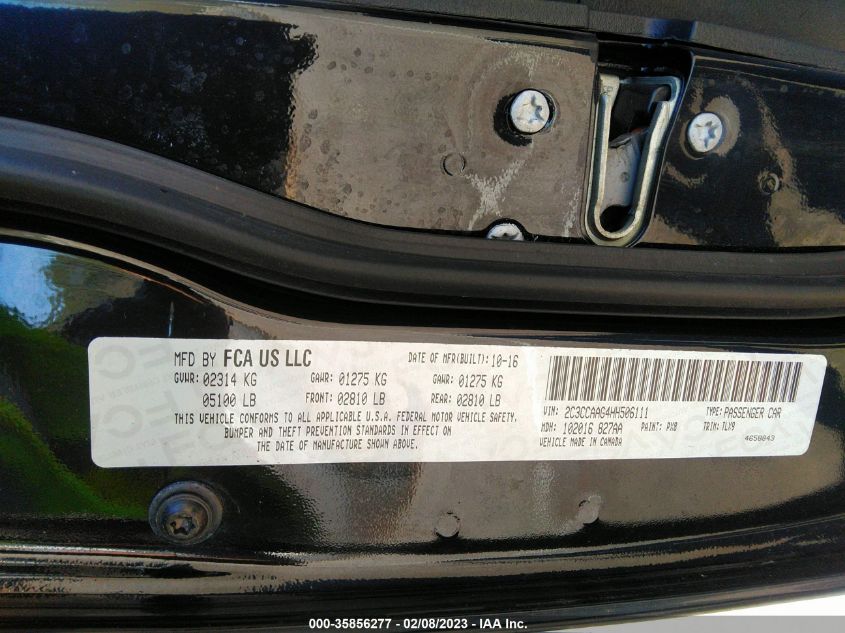 MFD BY FCA US LLC DATE OF MFR(BUILT): 10-16
GVWR: 02314 KG GAWR: 01275 KG GAWR: 01275 KG
05100 LB FRONT: 02810 LB REAR: 02810 LB
THIS VEHICLE CONFORMS TO ALL APPLICABLE U.S.A. FEDERAL MOTOR VEHICLE SAFETY,
BUMPER AND THEFT PREVENTION STANDARDS IN EFFECT ON
THE DATE OF MANUFACTURE SHOWN ABOVE.
VIN: 2C3CCAAG4HH506111 TYPE: PASSENGER CAR
MDH: 102016 827AA PAINT: PX8 TRIM: TLX9
VEHICLE MADE IN CANADA 4658843
000-35856277 - 02/08/2023 - IAA Inc.